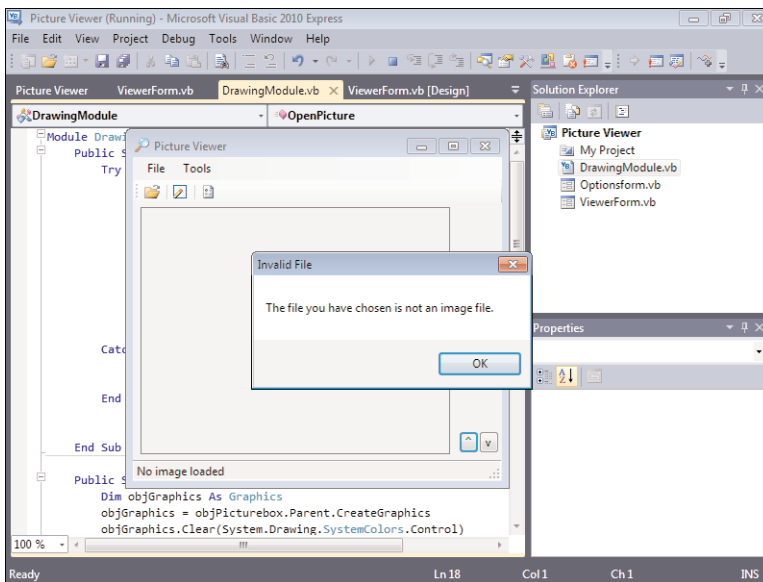 Picture Viewer (Running) - Microsoft Visual Basic 2010 Express
File Edit View Project Debug Tools Window Help
Picture Viewer ViewerForm.vb DrawingModule.vb ViewerForm.vb [Design]
DrawingModule OpenPicture
Module Drawi
Public S
Try
Catc
End
End Sub
Public S
Dim objGraphics As Graphics
objGraphics = objPicturebox.Parent.CreateGraphics
objGraphics.Clear(System.Drawing.SystemColors.Control)
100 %
Picture Viewer
File Tools
No image loaded
Invalid File
The file you have chosen is not an image file.
OK
Solution Explorer
Picture Viewer
My Project
DrawingModule.vb
Optionsform.vb
ViewerForm.vb
Properties
Ready Ln 18 Col 1 Ch 1 INS